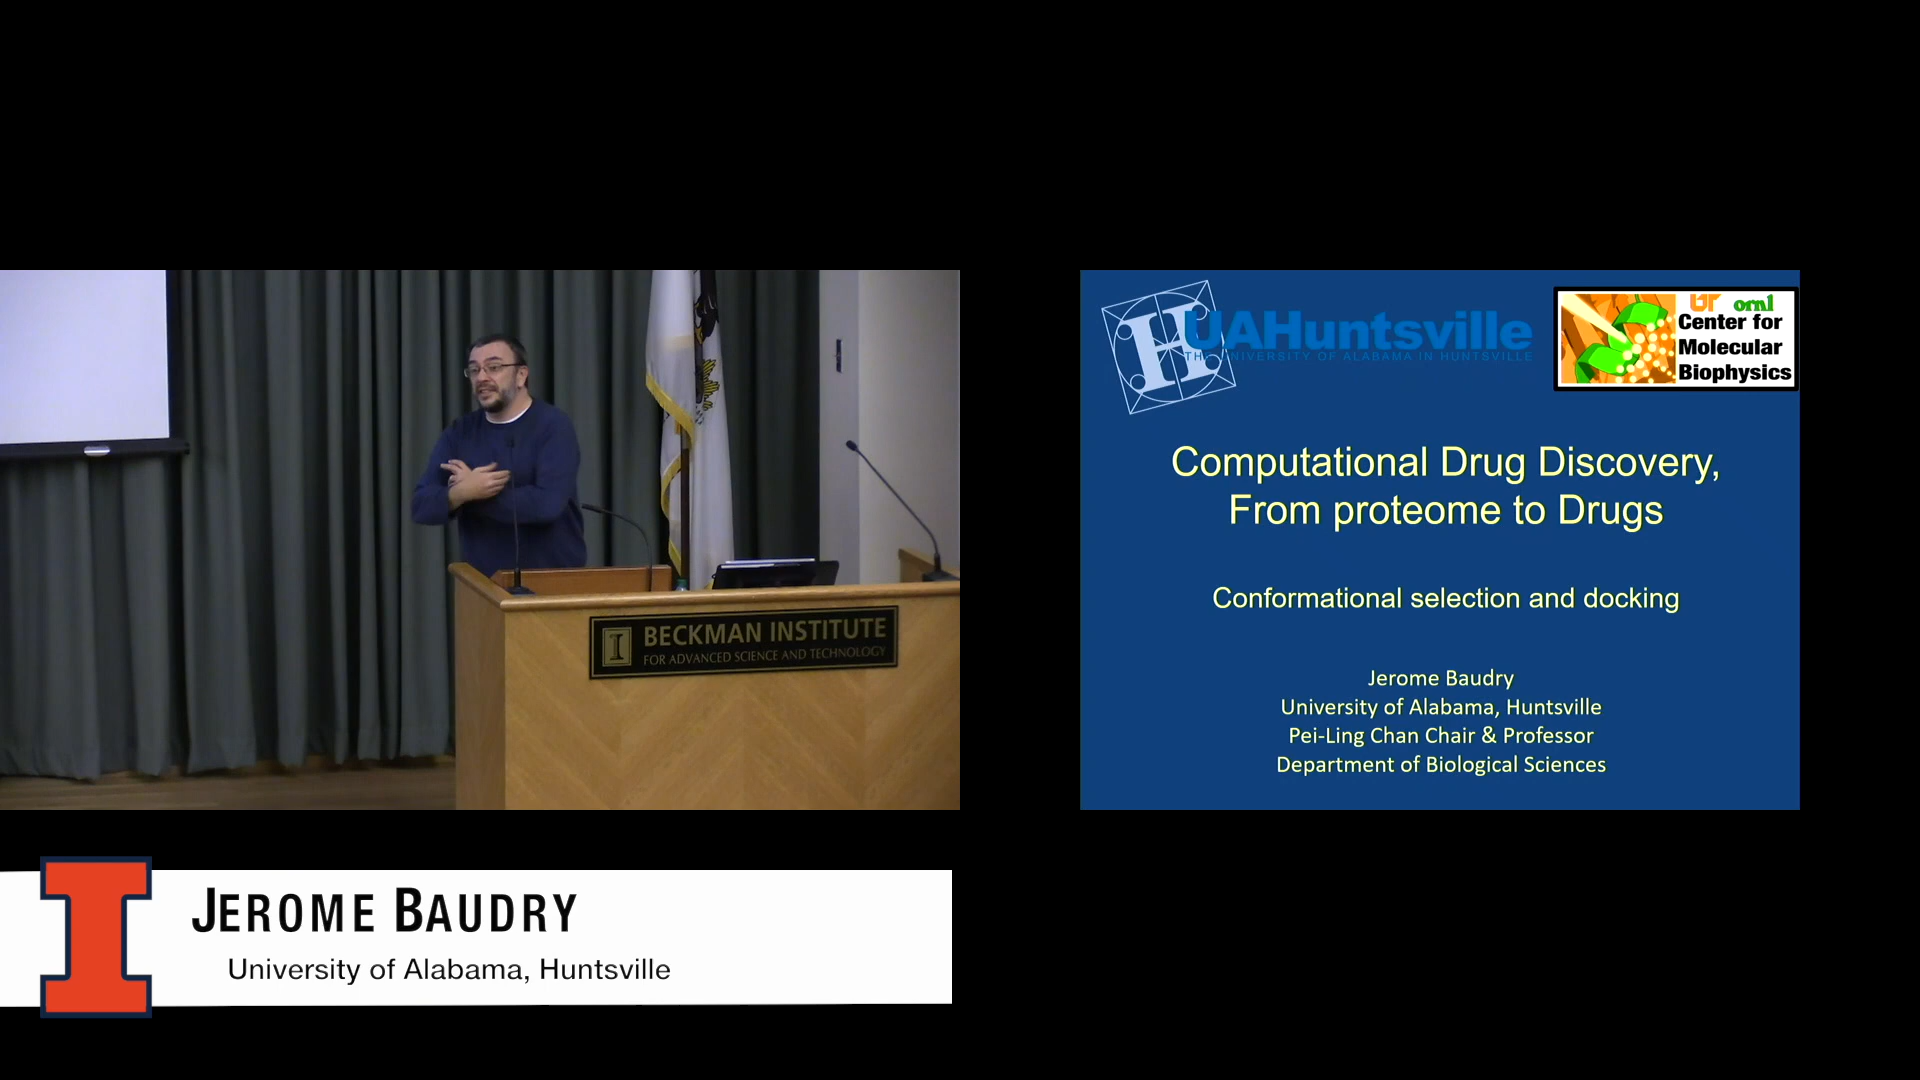 BECKMAN INSTITUTE
FOR ADVANCED SCIENCE AND TECHNOLOGY
UAHuntsville
THE UNIVERSITY OF ALABAMA IN HUNTSVILLE
UT ornl
Center for
Molecular
Biophysics
Computational Drug Discovery,
From proteome to Drugs
Conformational selection and docking
Jerome Baudry
University of Alabama, Huntsville
Pei-Ling Chan Chair & Professor
Department of Biological Sciences
JEROME BAUDRY
University of Alabama, Huntsville